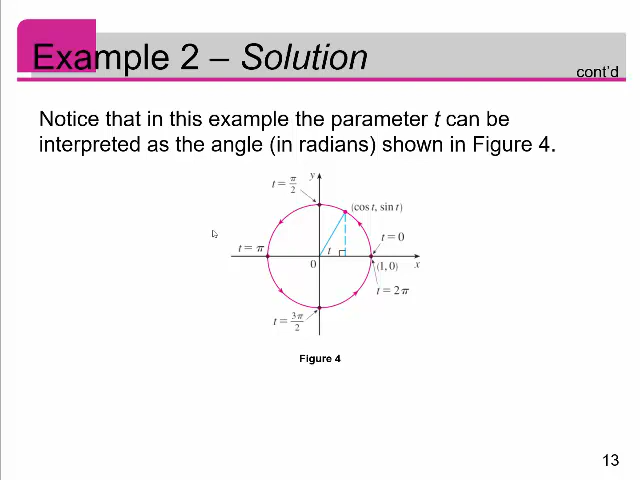 Example 2 – Solution
cont'd
Notice that in this example the parameter t can be
interpreted as the angle (in radians) shown in Figure 4.
y
t = π/2
(cos t, sin t)
t = 0
t = π
t
0
(1, 0)
x
t = 2π
t = 3π/2
Figure 4
13